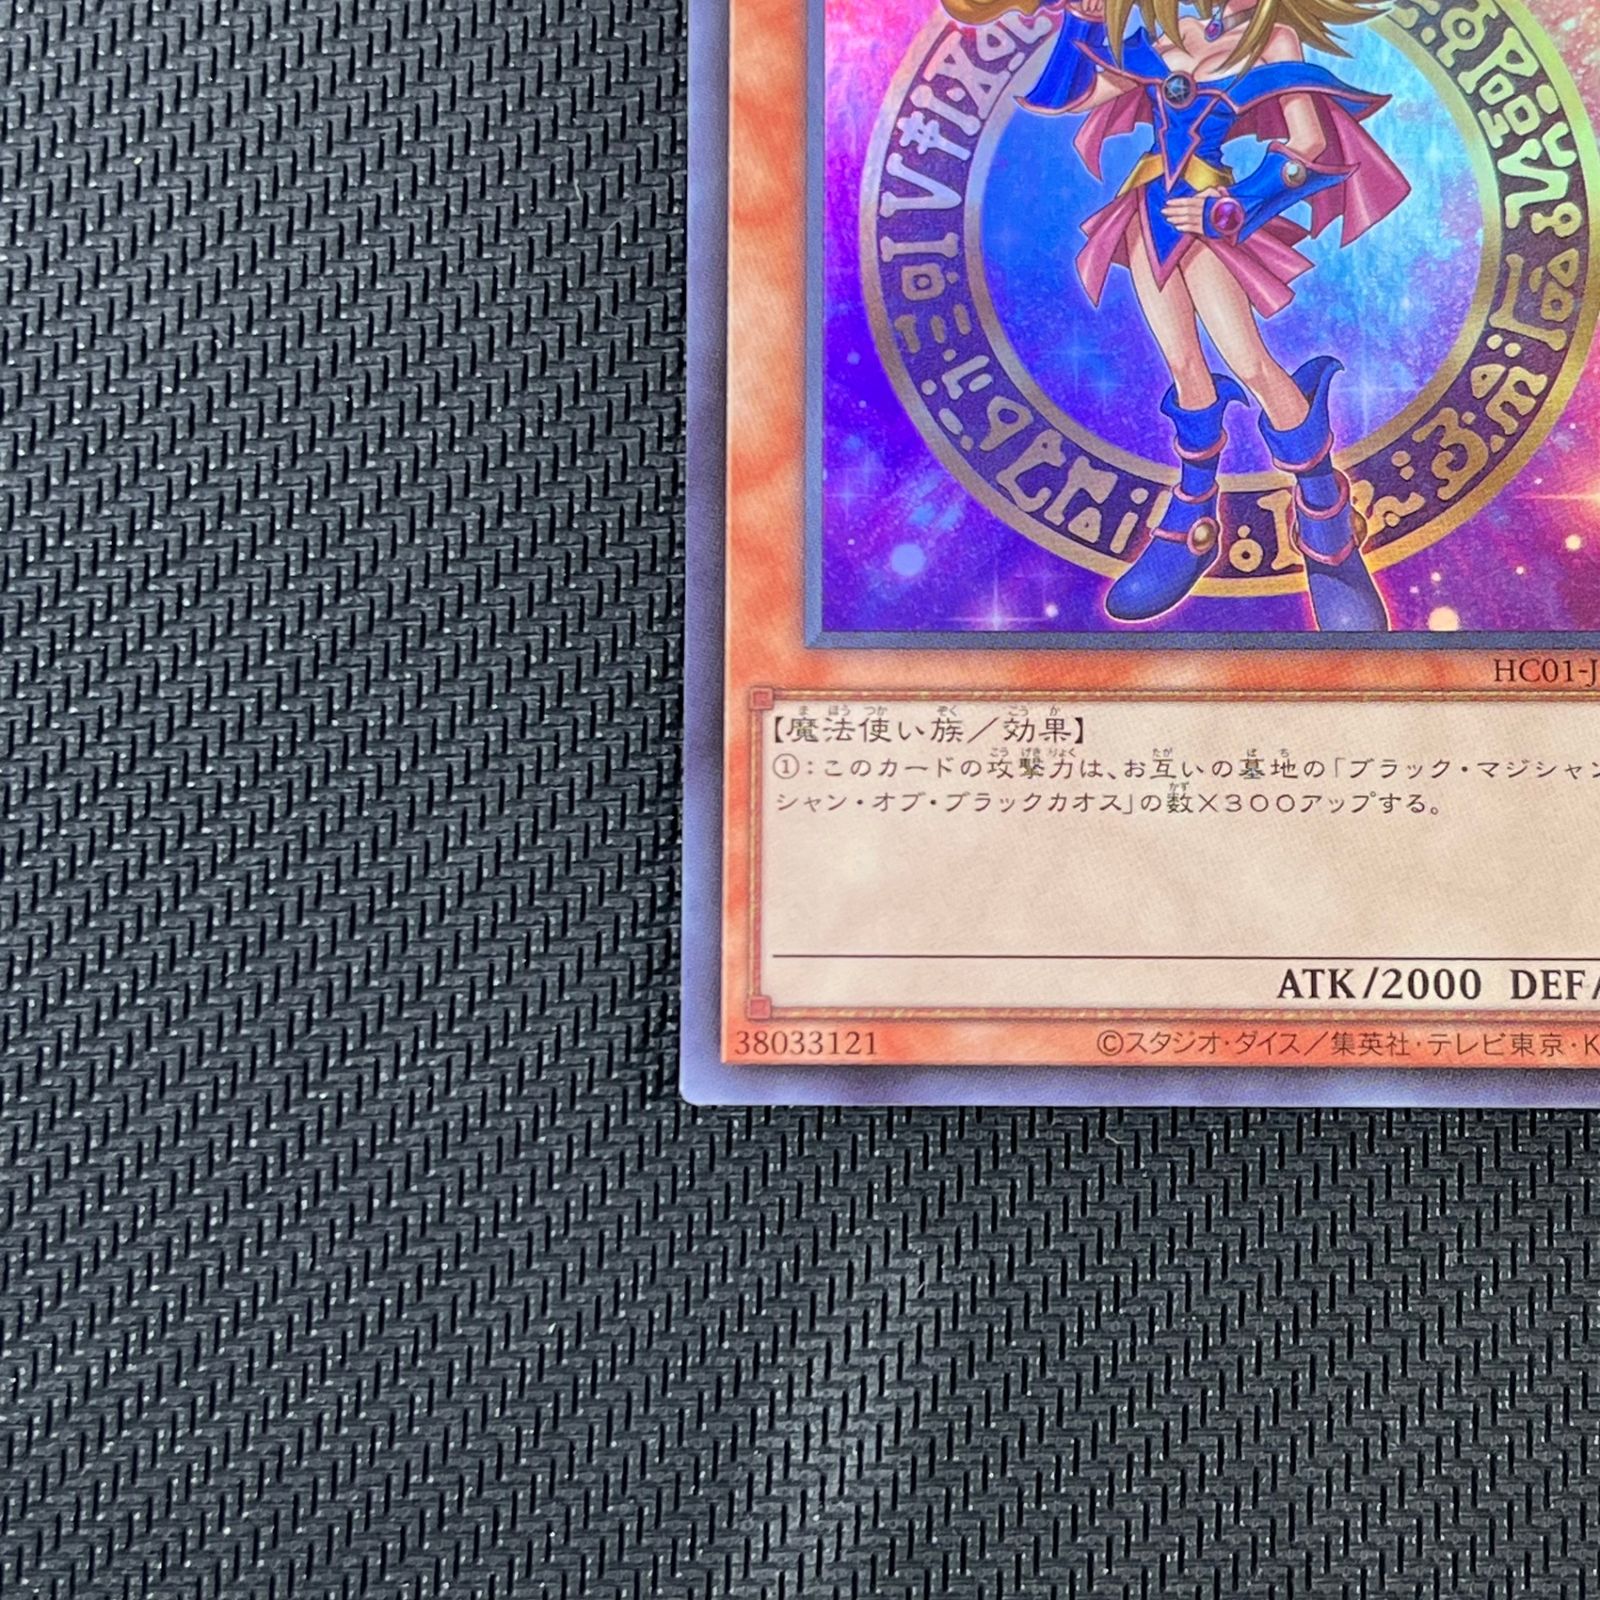 HC01-J
【魔法使い族／効果】
①：このカードの攻撃力は、お互いの墓地の「ブラック・マジシャン
シャン・オブ・ブラックカオス」の数×３００アップする。
ATK/2000 DEF/
38033121
©スタジオ・ダイス／集英社・テレビ東京・K